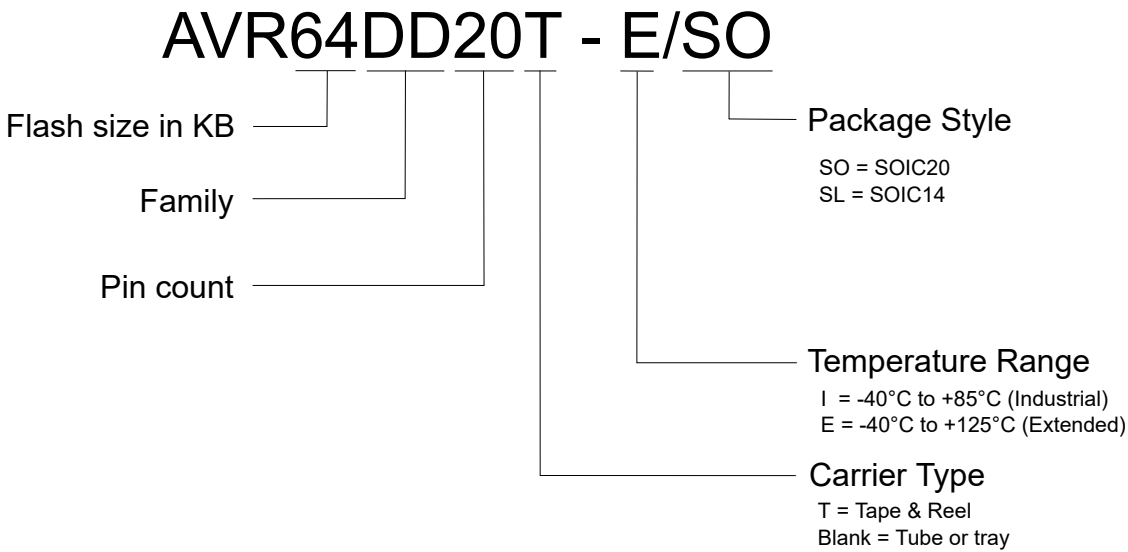 AVR64DD20T - E/SO
Flash size in KB
Family
Pin count
Package Style
SO = SOIC20
SL = SOIC14
Temperature Range
I = -40°C to +85°C (Industrial)
E = -40°C to +125°C (Extended)
Carrier Type
T = Tape & Reel
Blank = Tube or tray